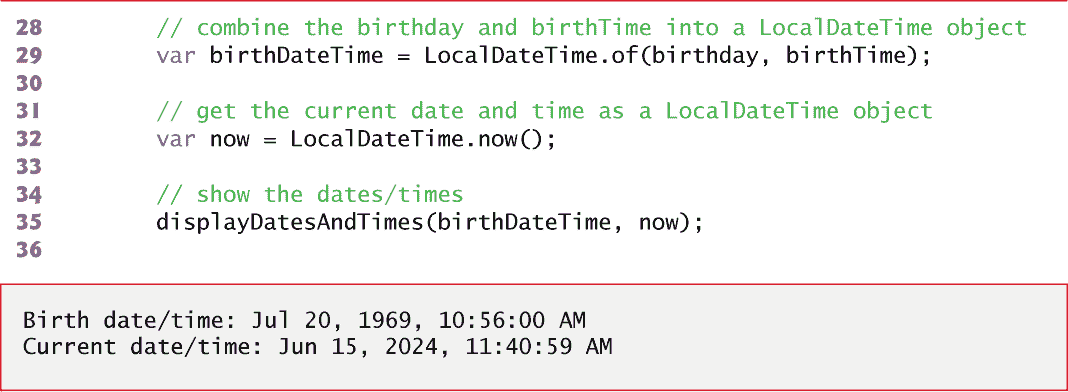 28 // combine the birthday and birthTime into a LocalDateTime object
29 var birthDateTime = LocalDateTime.of(birthday, birthTime);
30
31 // get the current date and time as a LocalDateTime object
32 var now = LocalDateTime.now();
33
34 // show the dates/times
35 displayDatesAndTimes(birthDateTime, now);
36
Birth date/time: Jul 20, 1969, 10:56:00 AM
Current date/time: Jun 15, 2024, 11:40:59 AM